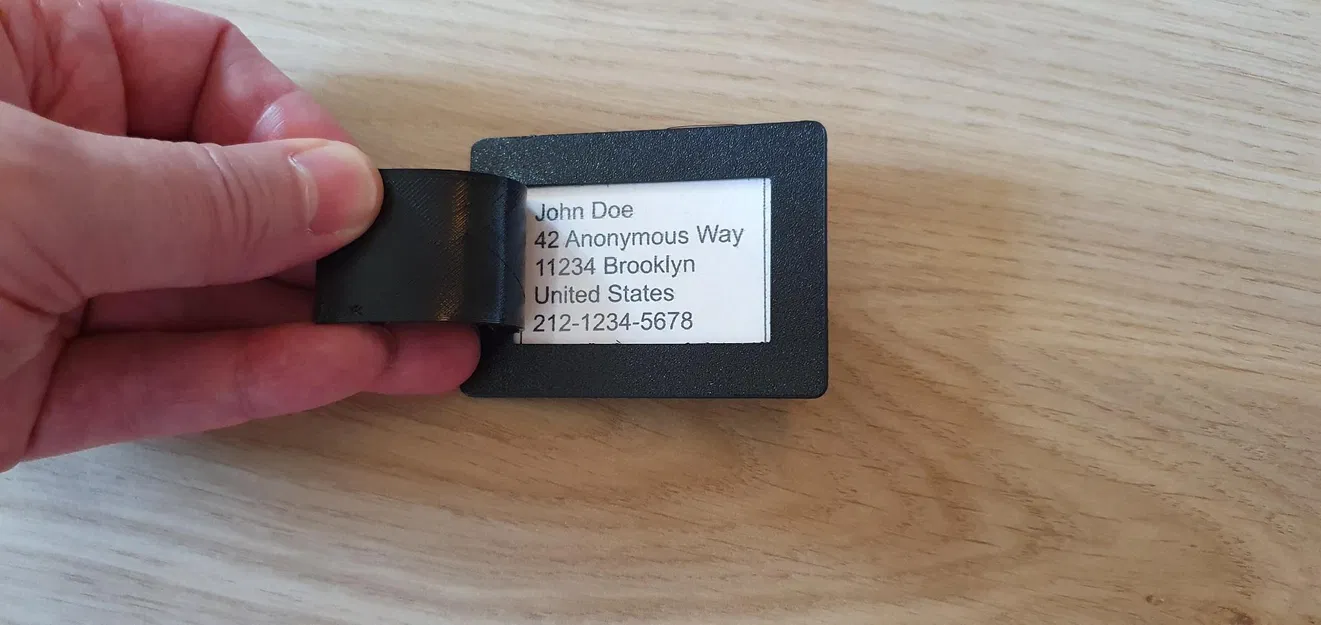 John Doe
42 Anonymous Way
11234 Brooklyn
United States
212-1234-5678